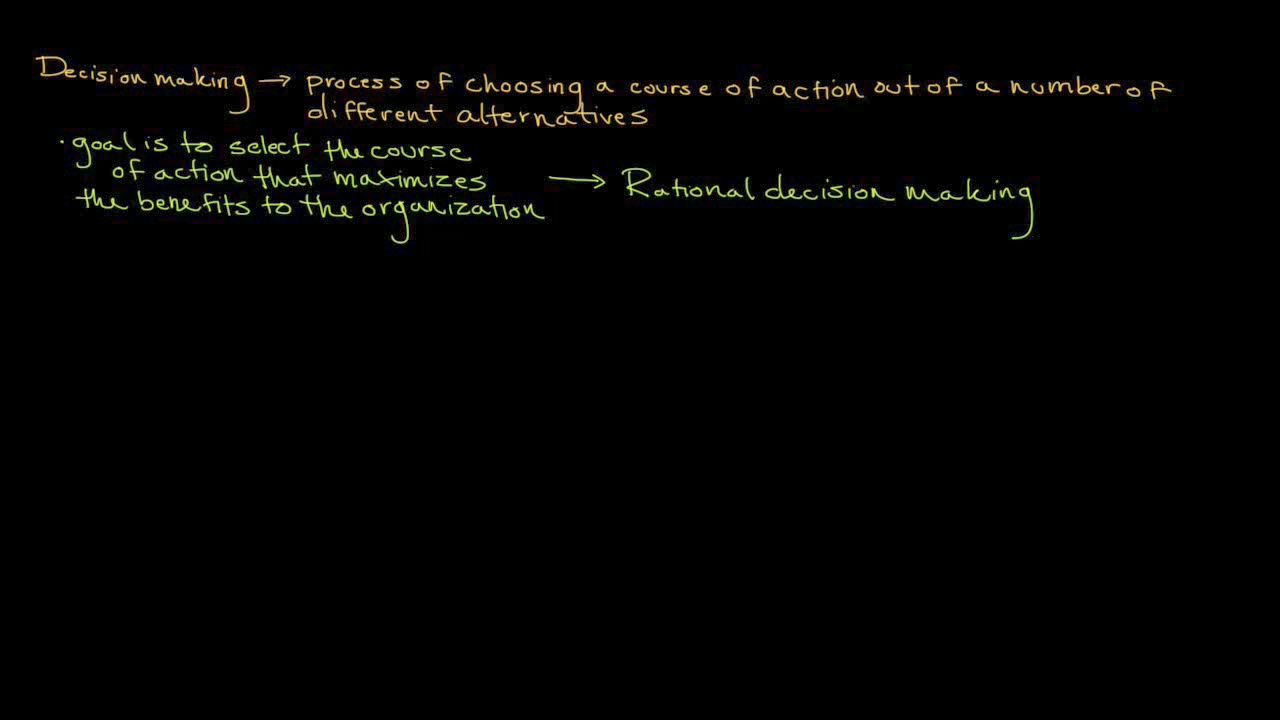 Decision making → process of choosing a course of action out of a number of
different alternatives
· goal is to select the course
of action that maximizes
the benefits to the organization → Rational decision making